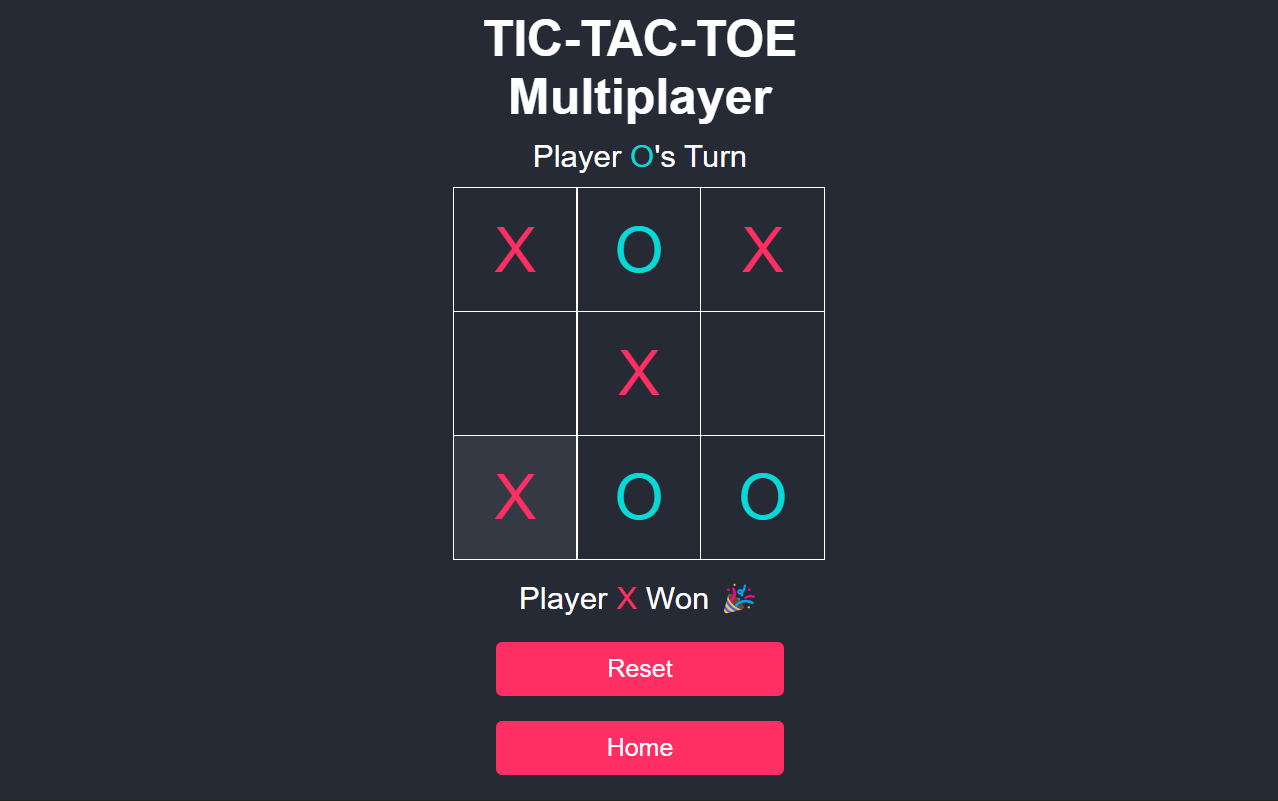 TIC-TAC-TOE
Multiplayer
Player O's Turn
X O X
X
X O O
Player X Won 🎉
Reset
Home